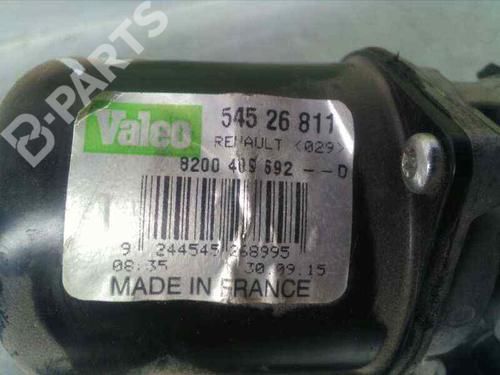 B-PARTS
Valeo 545 26 811
RENAULT <029>
8200 409 692 --D
9 244545 268995
08:35 30.09.15
MADE IN FRANCE